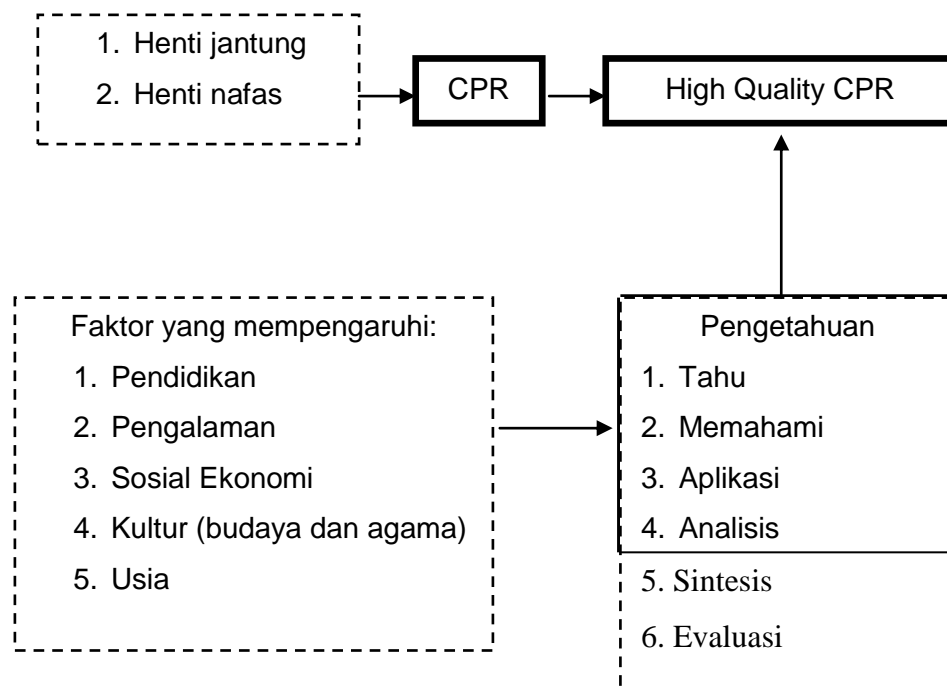 1. Henti jantung
2. Henti nafas
CPR
High Quality CPR
Faktor yang mempengaruhi:
1. Pendidikan
2. Pengalaman
3. Sosial Ekonomi
4. Kultur (budaya dan agama)
5. Usia
Pengetahuan
1. Tahu
2. Memahami
3. Aplikasi
4. Analisis
5. Sintesis
6. Evaluasi